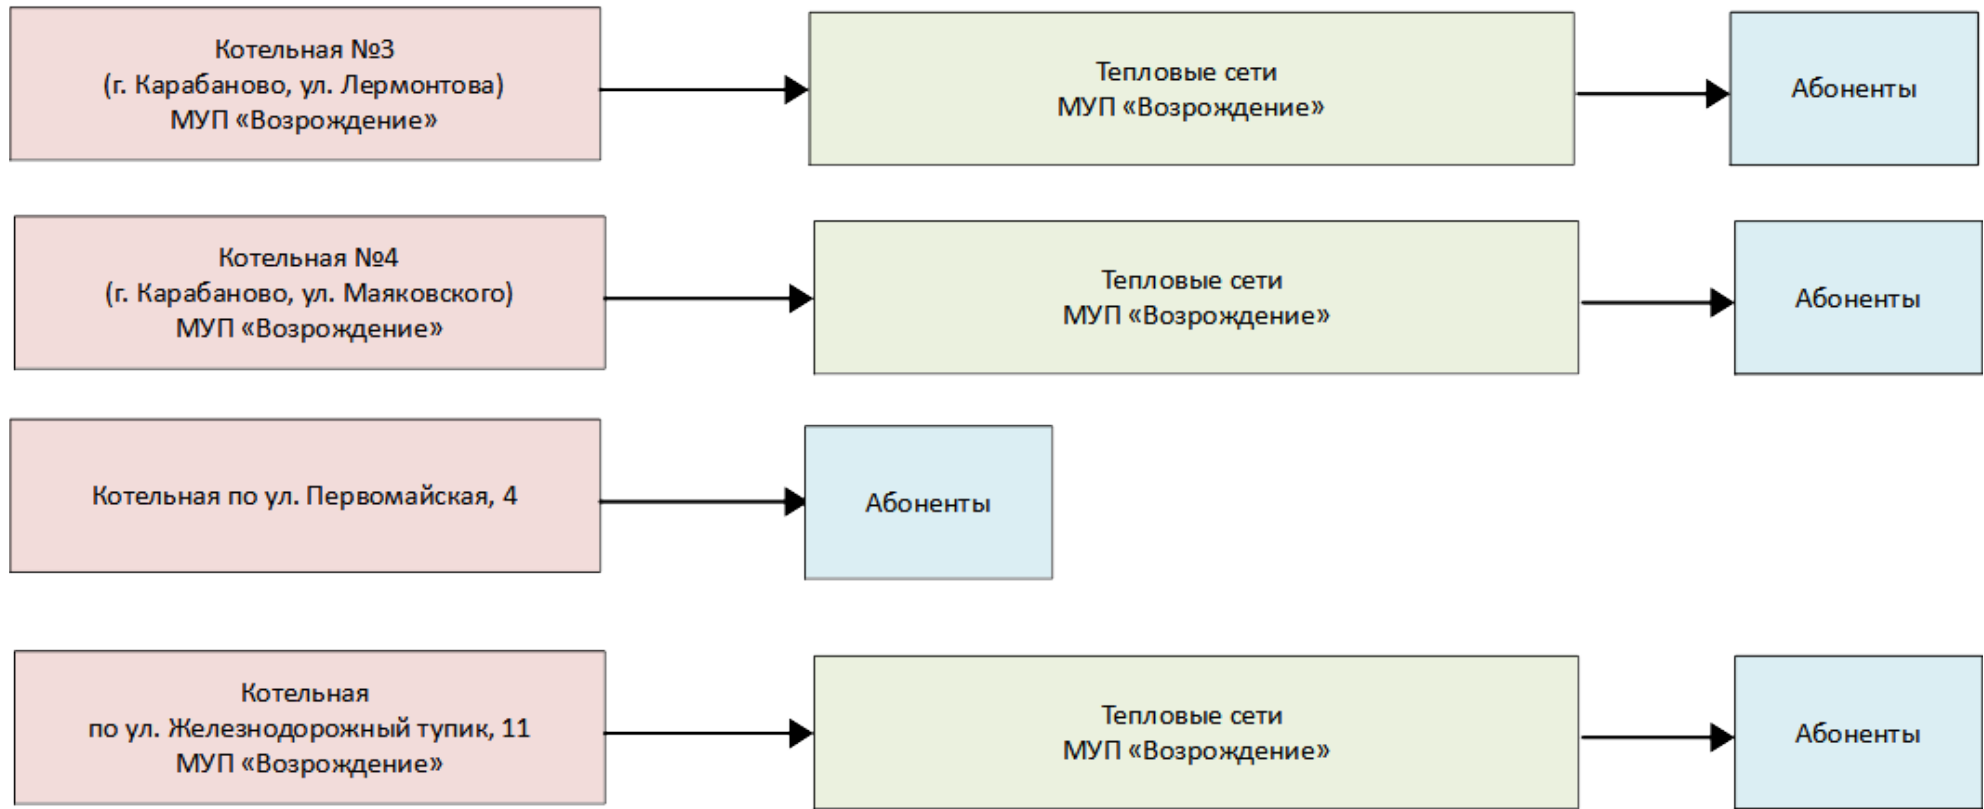 Котельная №3
(г. Карабаново, ул. Лермонтова)
МУП «Возрождение»
Тепловые сети
МУП «Возрождение»
Абоненты
Котельная №4
(г. Карабаново, ул. Маяковского)
МУП «Возрождение»
Тепловые сети
МУП «Возрождение»
Абоненты
Котельная по ул. Первомайская, 4
Абоненты
Котельная
по ул. Железнодорожный тупик, 11
МУП «Возрождение»
Тепловые сети
МУП «Возрождение»
Абоненты